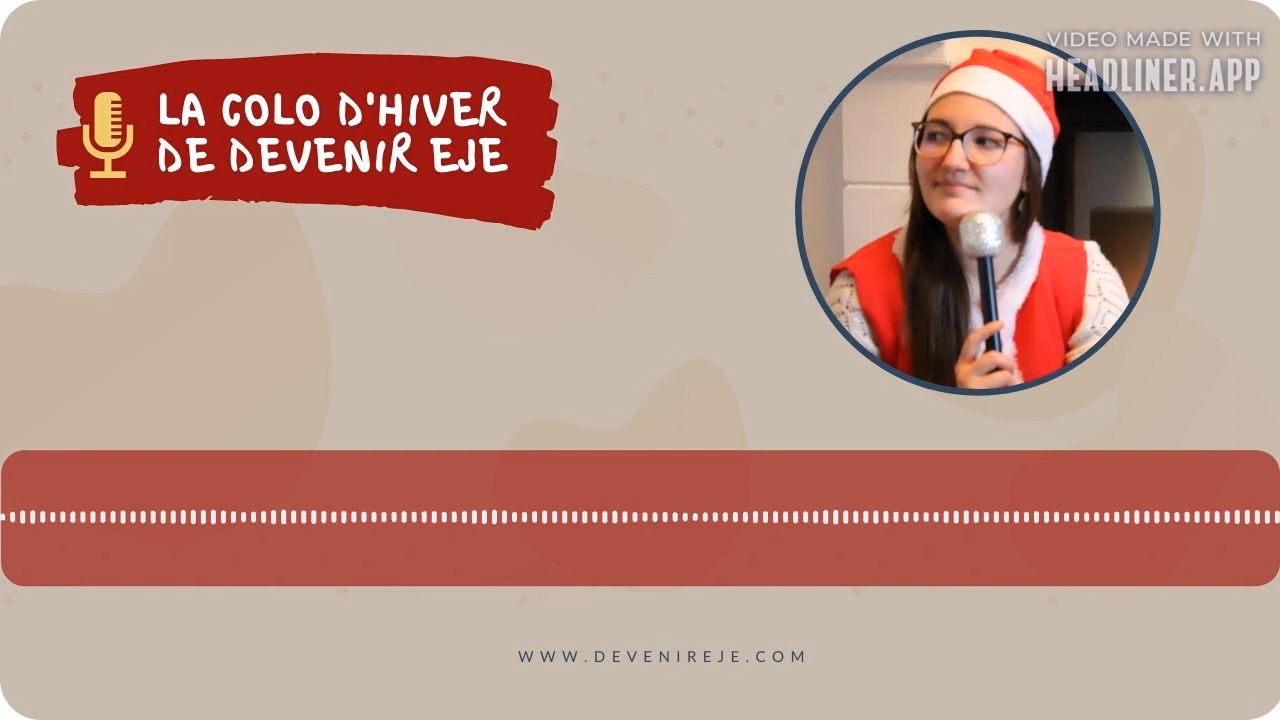 LA COLO D'HIVER
DE DEVENIR EJE
VIDEO MADE WITH
HEADLINER.APP
WWW.DEVENIREJE.COM